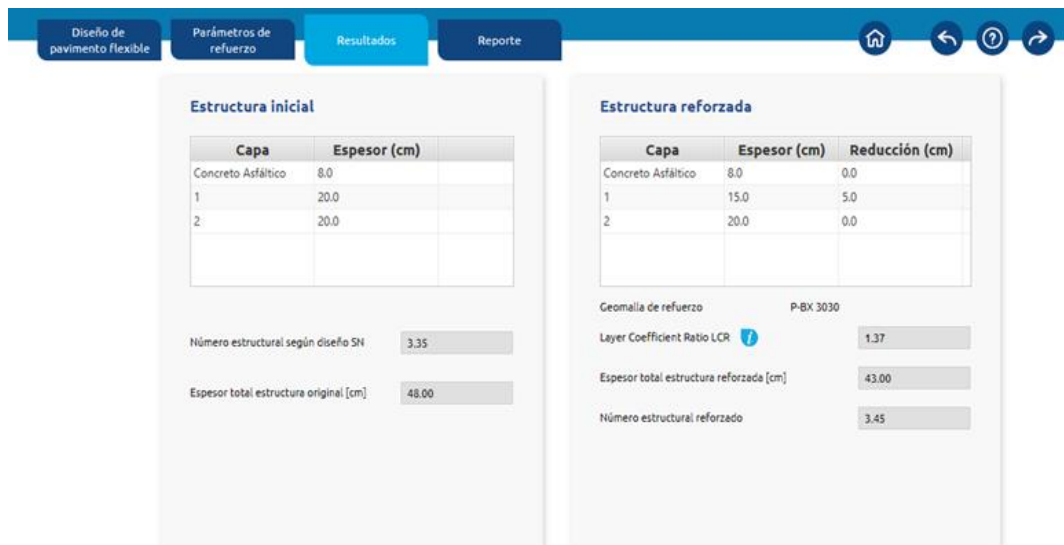 Diseño de
pavimento flexible
Parámetros de
refuerzo
Resultados
Reporte
Estructura inicial
Capa Espesor (cm)
Concreto Asfáltico 8.0
1 20.0
2 20.0
Número estructural según diseño SN 3.35
Espesor total estructura original [cm] 48.00
Estructura reforzada
Capa Espesor (cm) Reducción (cm)
Concreto Asfáltico 8.0 0.0
1 15.0 5.0
2 20.0 0.0
Geomalla de refuerzo P-BX 3030
Layer Coefficient Ratio LCR i 1.37
Espesor total estructura reforzada [cm] 43.00
Número estructural reforzado 3.45